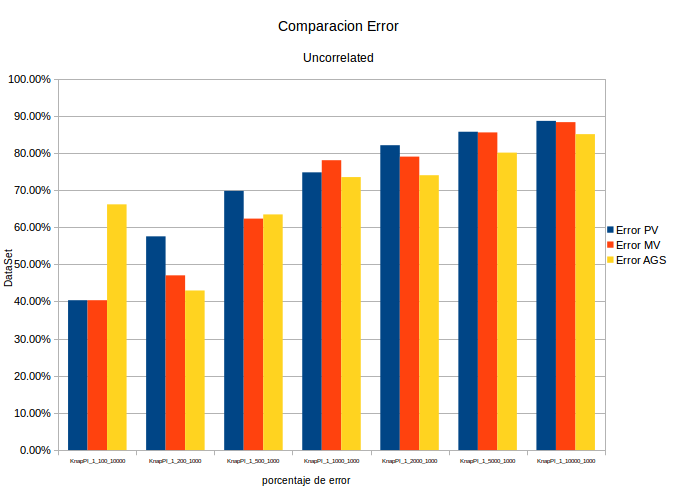 Comparacion Error
Uncorrelated
100.00%
90.00%
80.00%
70.00%
60.00%
50.00%
40.00%
30.00%
20.00%
10.00%
0.00%
DataSet
KnapPI_1_100_10000
KnapPI_1_200_1000
KnapPI_1_500_1000
KnapPI_1_1000_1000
KnapPI_1_2000_1000
KnapPI_1_5000_1000
KnapPI_1_10000_1000
porcentaje de error
Error PV
Error MV
Error AGS